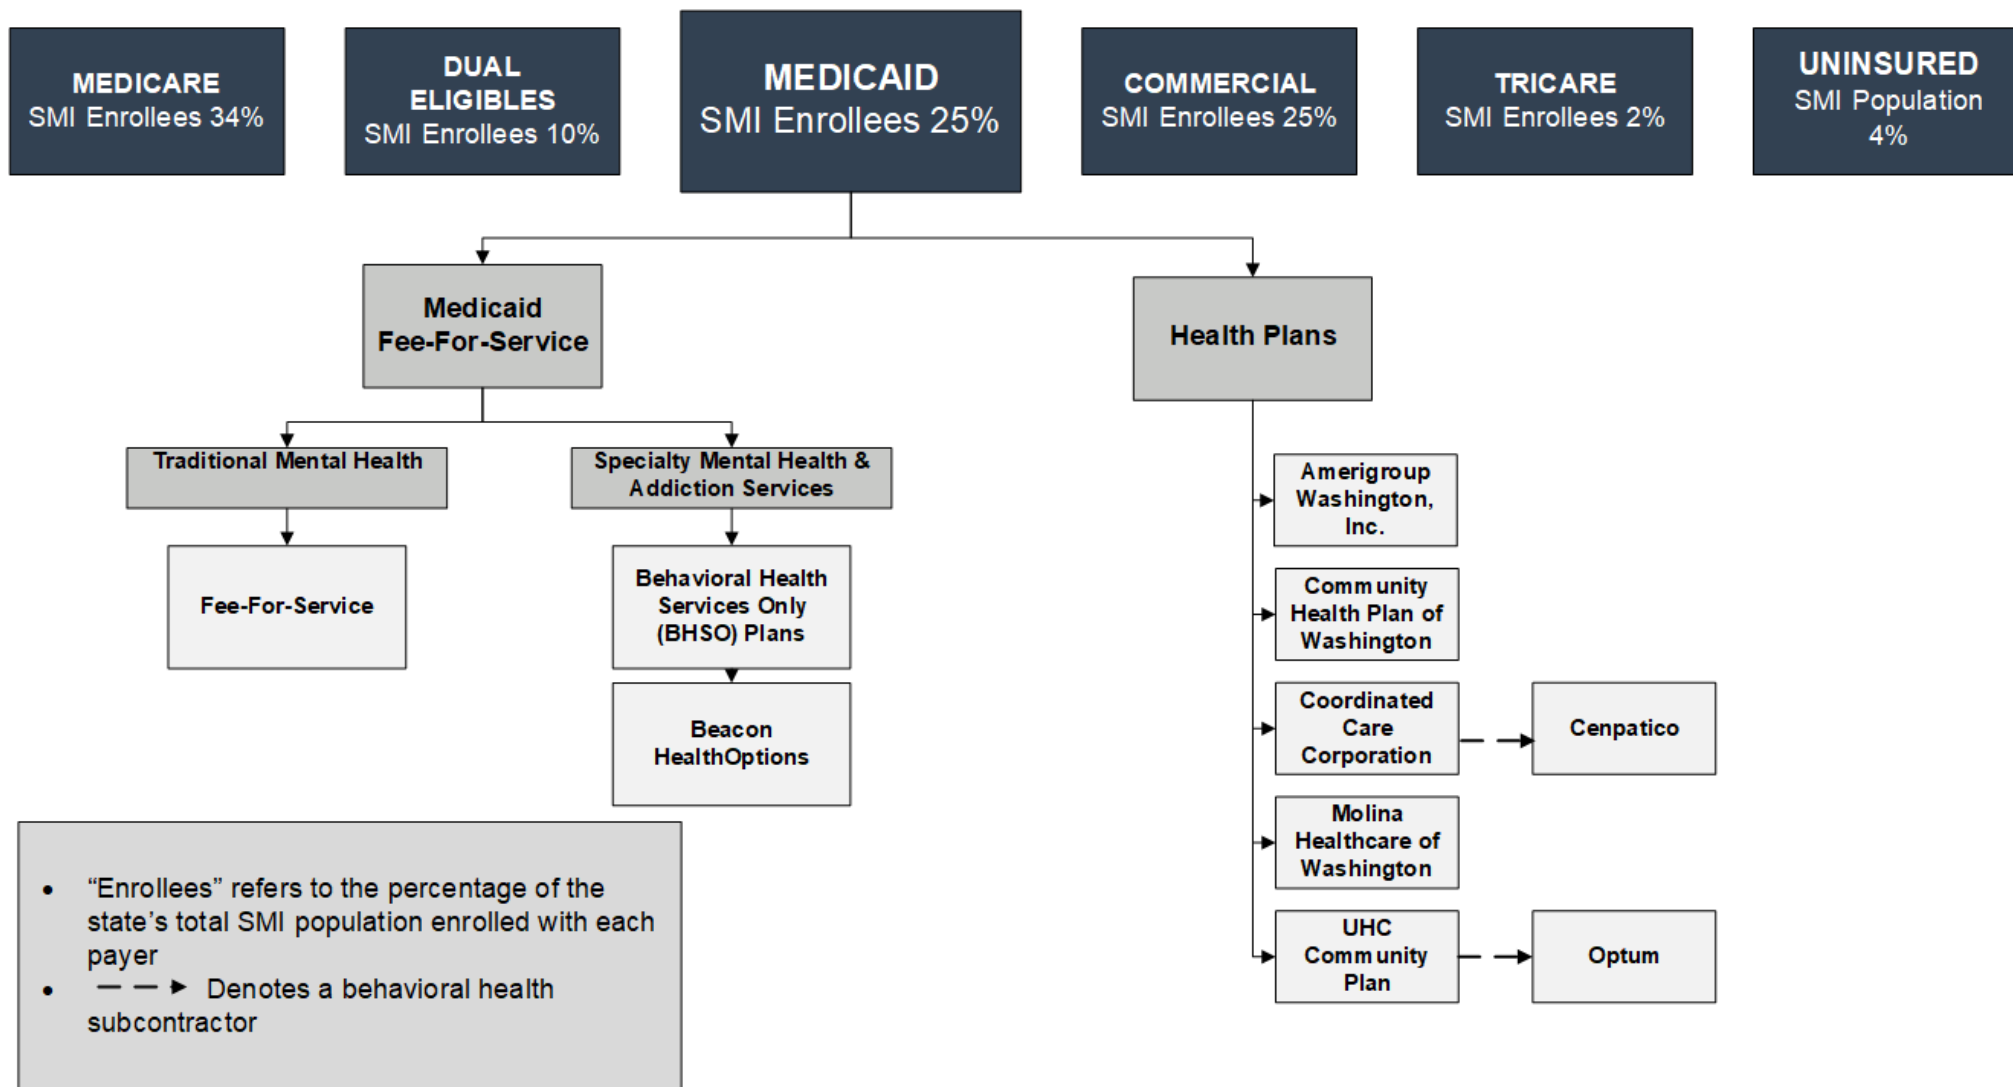 MEDICARE
SMI Enrollees 34%
DUAL
ELIGIBLES
SMI Enrollees 10%
MEDICAID
SMI Enrollees 25%
COMMERCIAL
SMI Enrollees 25%
TRICARE
SMI Enrollees 2%
UNINSURED
SMI Population
4%
Medicaid
Fee-For-Service
Health Plans
Traditional Mental Health
Specialty Mental Health &
Addiction Services
Fee-For-Service
Behavioral Health
Services Only
(BHSO) Plans
Beacon
HealthOptions
Amerigroup
Washington,
Inc.
Community
Health Plan of
Washington
Coordinated
Care
Corporation
Cenpatico
Molina
Healthcare of
Washington
UHC
Community
Plan
Optum
• “Enrollees” refers to the percentage of the
state’s total SMI population enrolled with each
payer
• Denotes a behavioral health
subcontractor